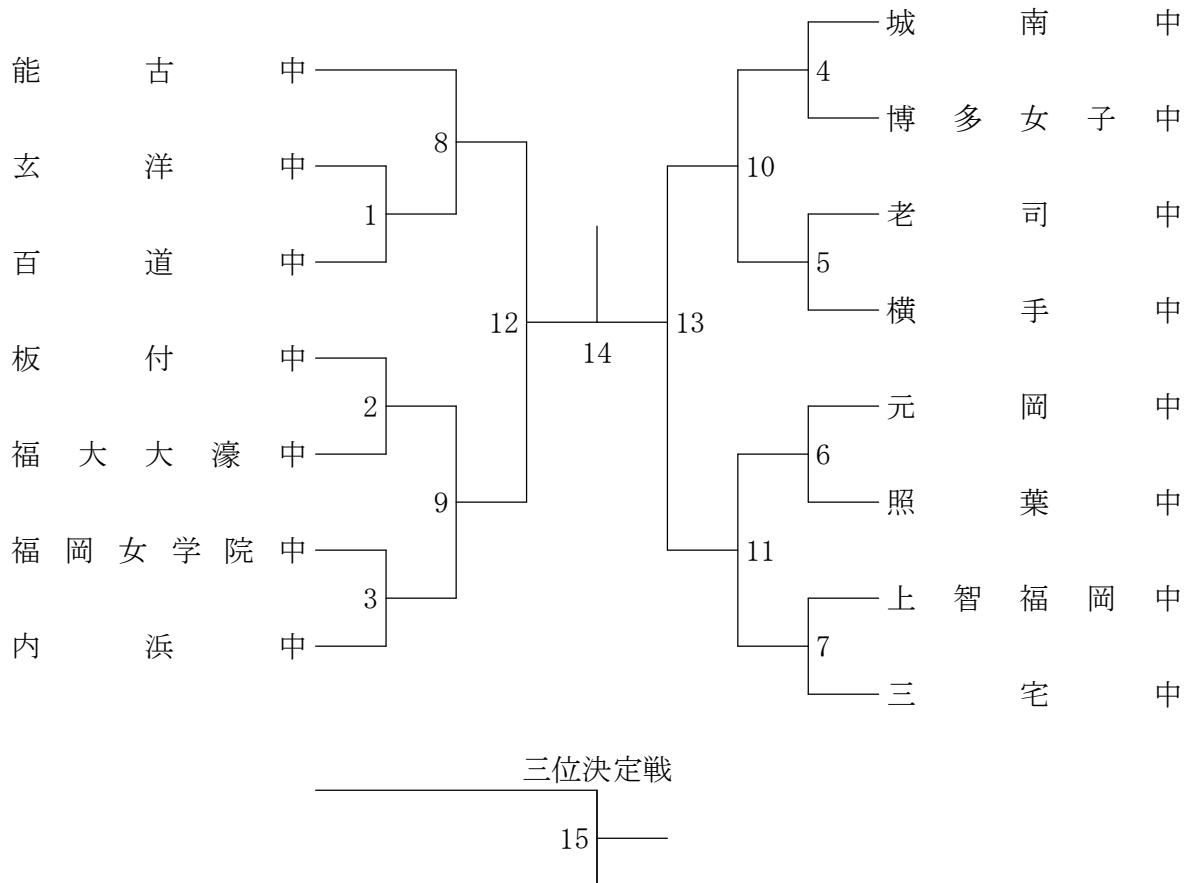 能古中
玄洋中
百道中
板付中
福大大濠中
福岡女学院中
内浜中
8
1
2
9
3
12
14
13
4
10
5
6
11
7
城南中
博多女子中
老司中
横手中
元岡中
照葉中
上智福岡中
三宅中
三位決定戦
15